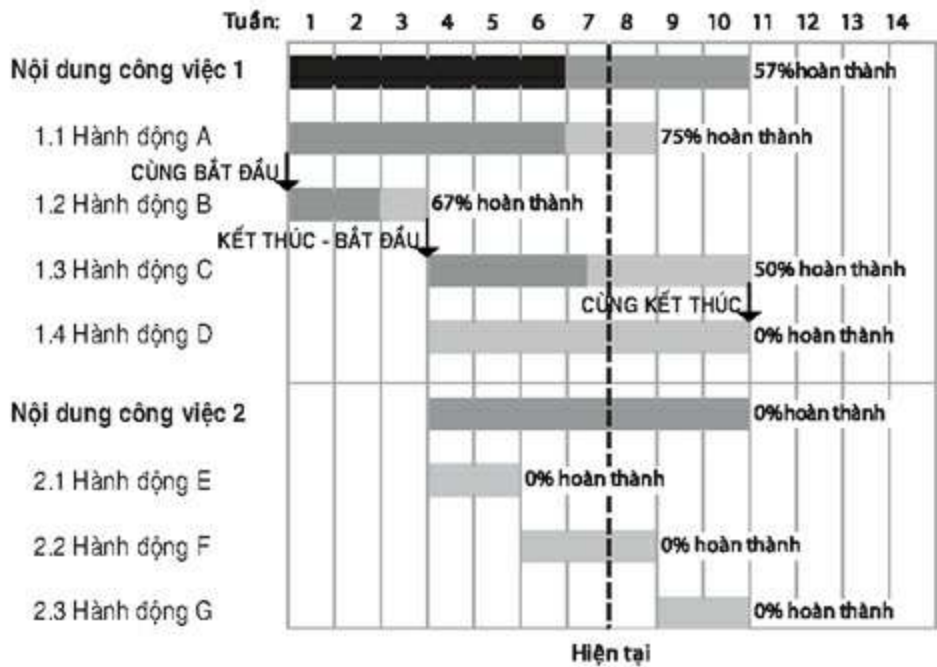 Tuần: 1 2 3 4 5 6 7 8 9 10 11 12 13 14
Nội dung công việc 1 57%hoàn thành
1.1 Hành động A 75% hoàn thành
CÙNG BẮT ĐẦU
1.2 Hành động B 67% hoàn thành
KẾT THÚC - BẮT ĐẦU
1.3 Hành động C 50% hoàn thành
CÙNG KẾT THÚC
1.4 Hành động D 0% hoàn thành
Nội dung công việc 2 0%hoàn thành
2.1 Hành động E 0% hoàn thành
2.2 Hành động F 0% hoàn thành
2.3 Hành động G 0% hoàn thành
Hiện tại